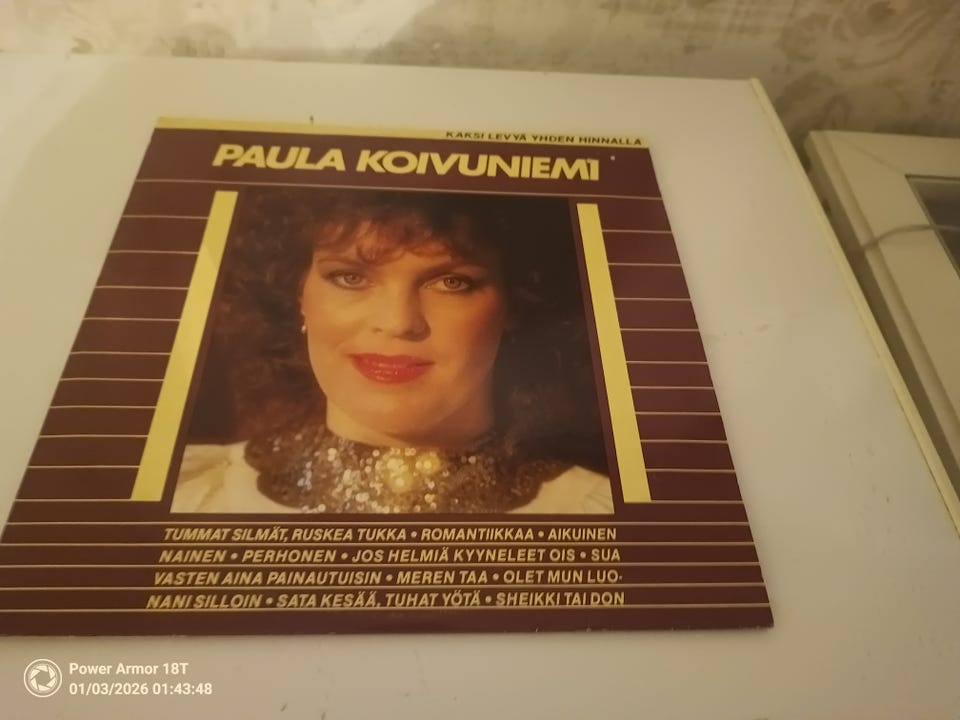 KAKSI LEVYÄ YHDEN HINNALLA
PAULA KOIVUNIEMI
TUMMAT SILMÄT, RUSKEA TUKKA • ROMANTIIKKAA • AIKUINEN
NAINEN • PERHONEN • JOS HELMIÄ KYYNELEET OIS • SUA
VASTEN AINA PAINAUTUISIN • MEREN TAA • OLET MUN LUO-
NANI SILLOIN • SATA KESÄÄ, TUHAT YÖTÄ • SHEIKKI TAI DON
Power Armor 18T
01/03/2026 01:43:48